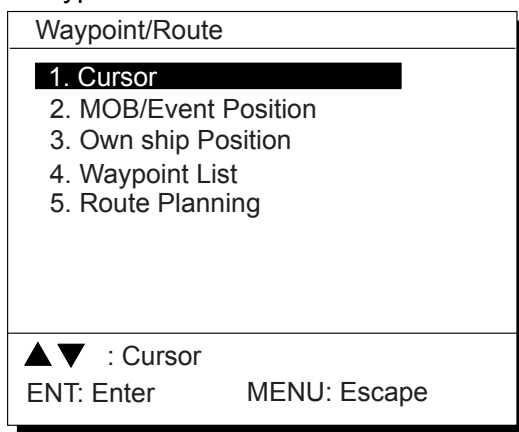 Waypoint/Route
1. Cursor
2. MOB/Event Position
3. Own ship Position
4. Waypoint List
5. Route Planning
▲▼ : Cursor
ENT: Enter MENU: Escape